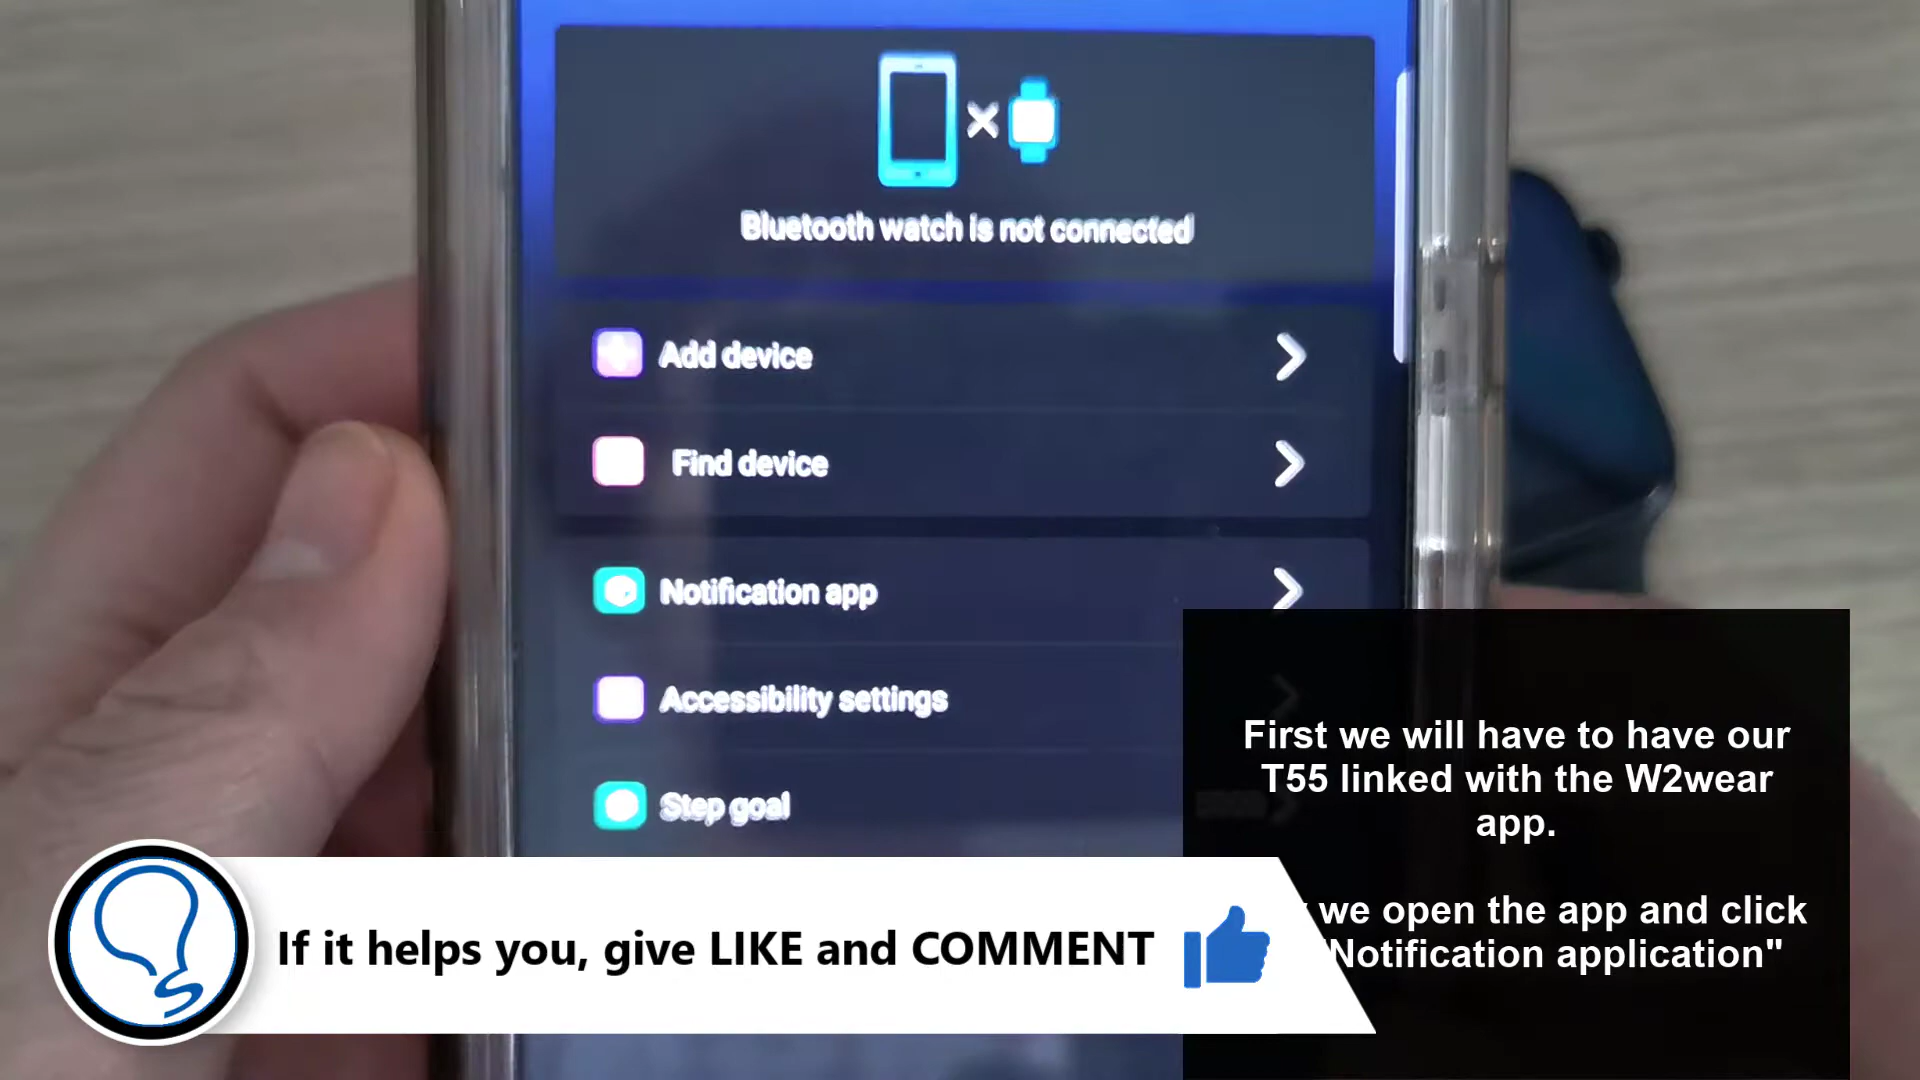 Bluetooth watch is not connected
Add device
Find device
Notification app
Accessibility settings
Step goal
First we will have to have our
T55 linked with the W2wear
app.
we open the app and click
Notification application"
If it helps you, give LIKE and COMMENT